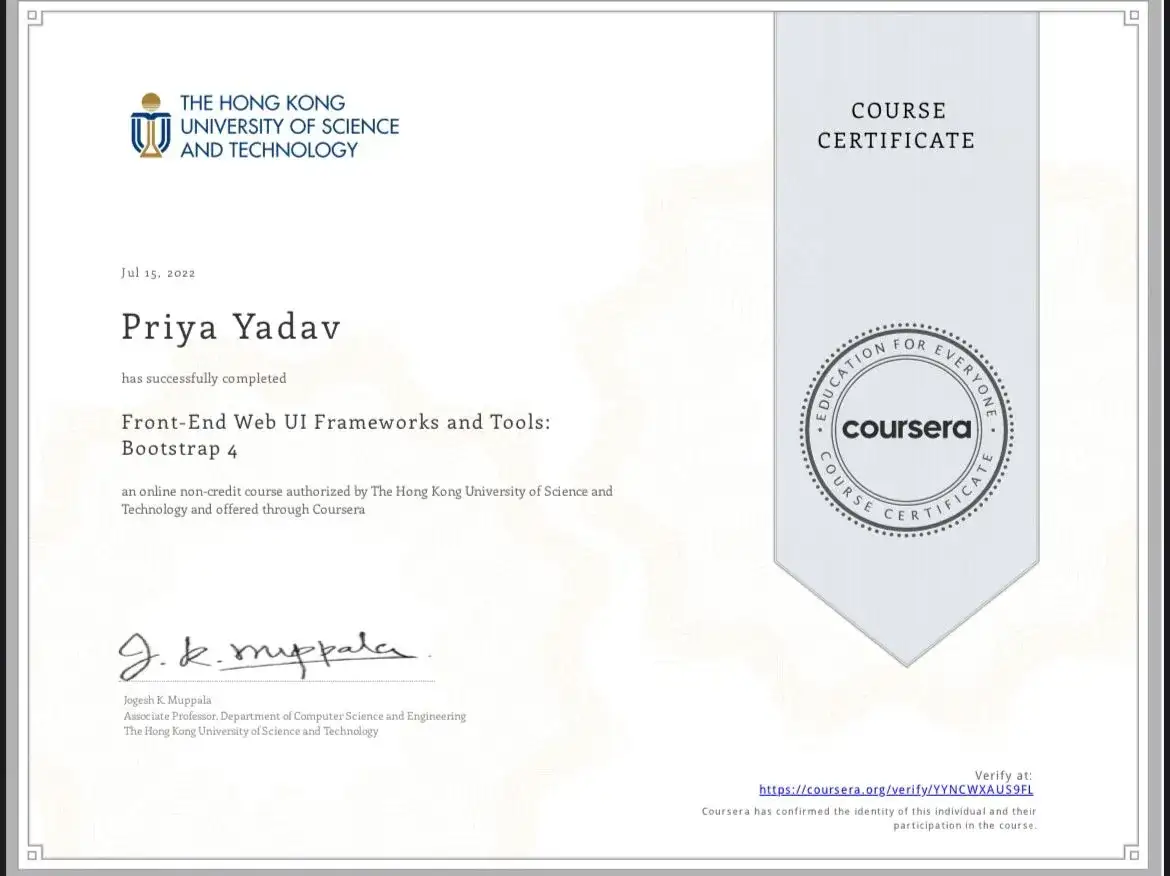 THE HONG KONG
UNIVERSITY OF SCIENCE
AND TECHNOLOGY
COURSE
CERTIFICATE
Jul 15, 2022
Priya Yadav
has successfully completed
Front-End Web UI Frameworks and Tools:
Bootstrap 4
an online non-credit course authorized by The Hong Kong University of Science and
Technology and offered through Coursera
EDUCATION FOR EVERYONE
coursera
COURSE CERTIFICATE
J. K. Muppala
Jogesh K. Muppala
Associate Professor, Department of Computer Science and Engineering
The Hong Kong University of Science and Technology
Verify at:
https://coursera.org/verify/YYNCWXAUS9FL
Coursera has confirmed the identity of this individual and their
participation in the course.